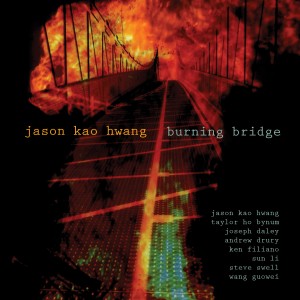 jason kao hwang burning bridge
jason kao hwang
taylor ho bynum
joseph daley
andrew drury
ken filiano
sun li
steve swell
wang guowei